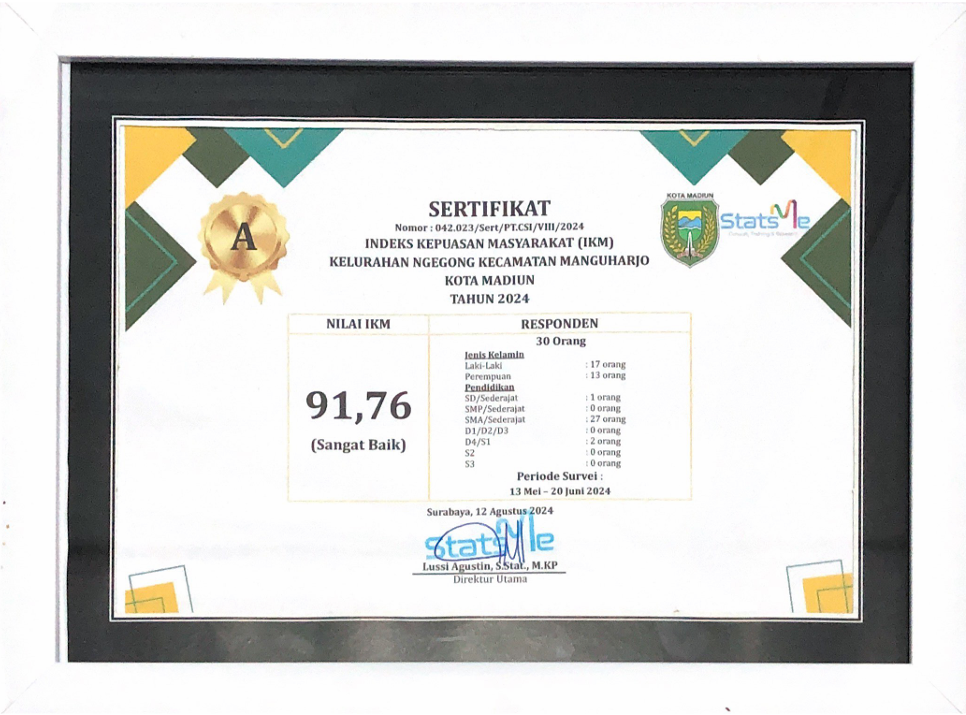 A
KOTA MADIUN
StatsMe
SERTIFIKAT
Nomor : 042.023/Sert/PT.CSI/VIII/2024
INDEKS KEPUASAN MASYARAKAT (IKM)
KELURAHAN NGEGONG KECAMATAN MANGUHARJO
KOTA MADIUN
TAHUN 2024
NILAI IKM
91,76
(Sangat Baik)
RESPONDEN
30 Orang
Jenis Kelamin
Laki-Laki : 17 orang
Perempuan : 13 orang
Pendidikan
SD/Sederajat : 1 orang
SMP/Sederajat : 0 orang
SMA/Sederajat : 27 orang
D1/D2/D3 : 0 orang
D4/S1 : 2 orang
S2 : 0 orang
S3 : 0 orang
Periode Survei :
13 Mei – 20 Juni 2024
Surabaya, 12 Agustus 2024
StatsMe
Lussi Agustin, S.Stat., M.KP
Direktur Utama